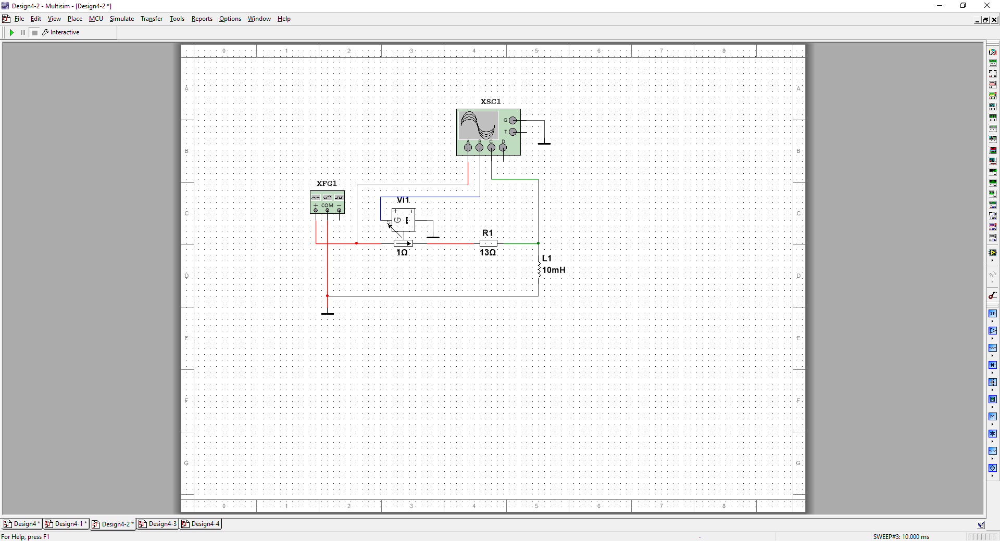 Design4-2 - Multisim - [Design4-2 *]
File Edit View Place MCU Simulate Transfer Tools Reports Options Window Help
Interactive
0 1 2 3 4 5 6 7 8
A A
XSC1
G
T
A B C D
B B
XFG1
+ COM −
Vi1
+ −
G
C C
R1
1Ω 13Ω
L1
10mH
D D
E E
F F
G G
0 1 2 3 4 5 6 7 8
Design4 * Design4-1 * Design4-2 * Design4-3 Design4-4
For Help, press F1 - SWEEP#3: 10.000 ms